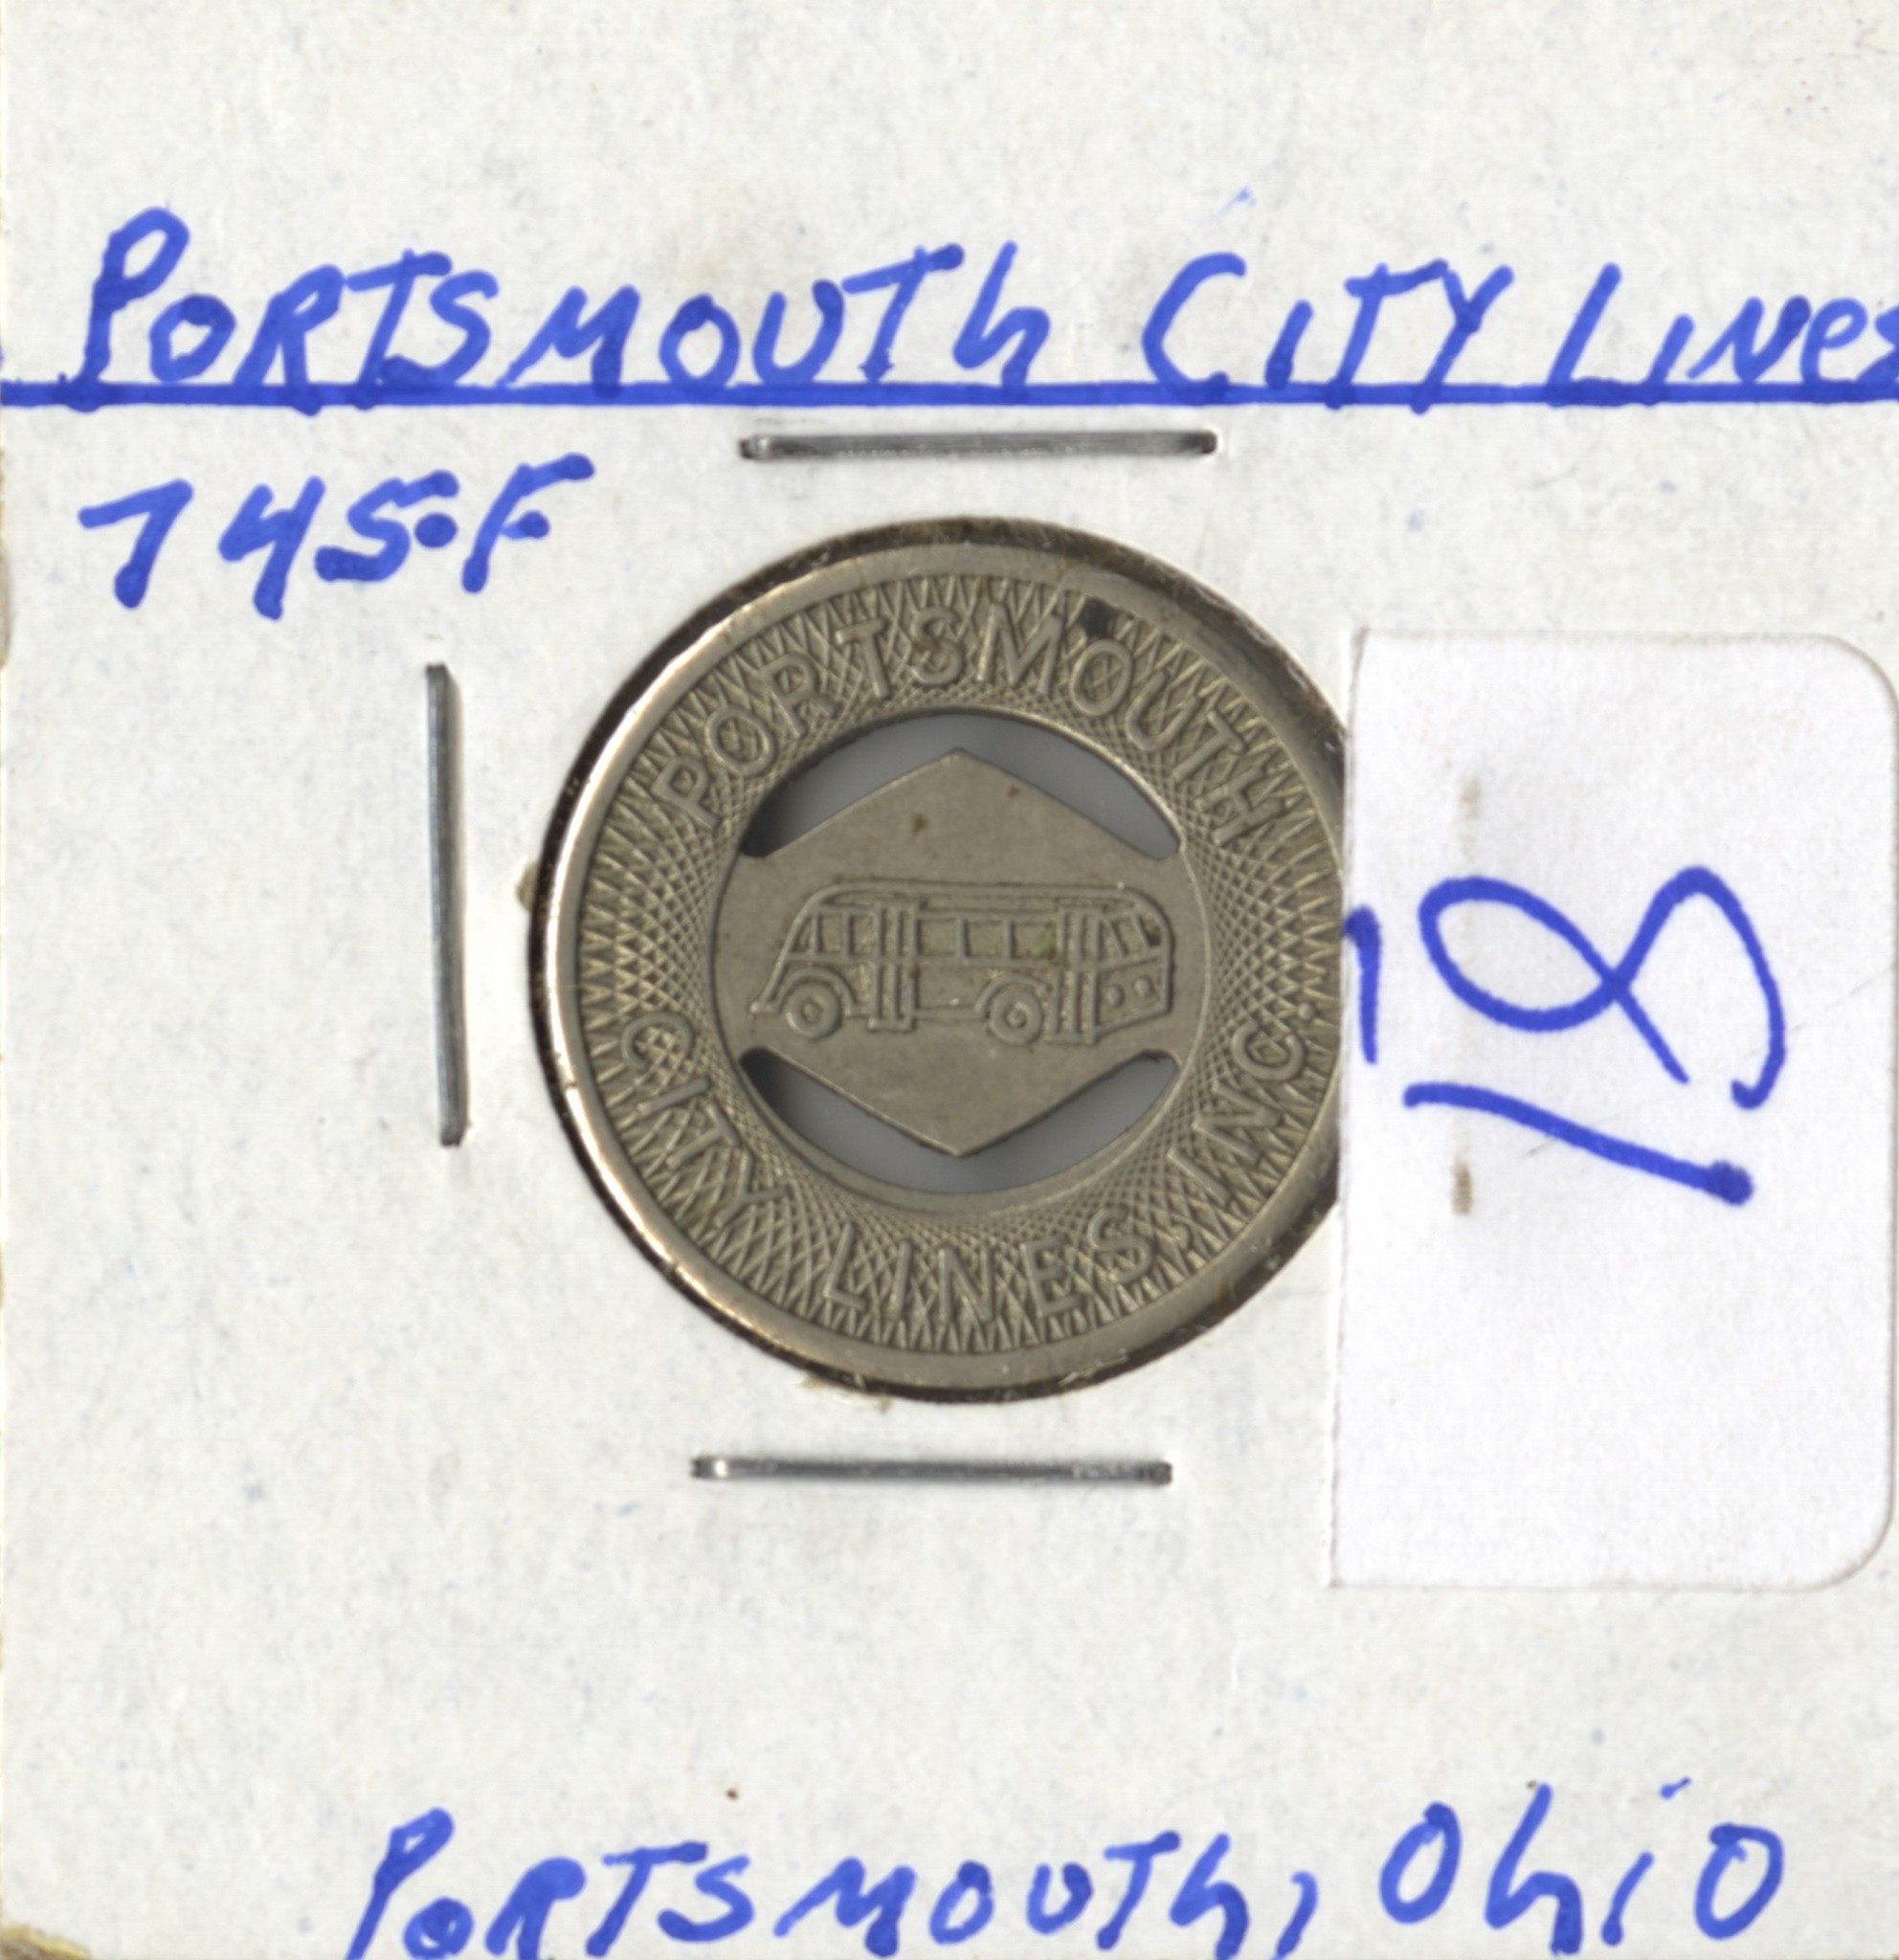 PORTSMOUTh CITY LINES
745·F
PORTSMOUTH
CITY LINES, INC.
18
PORTSMOUTh, OhiO